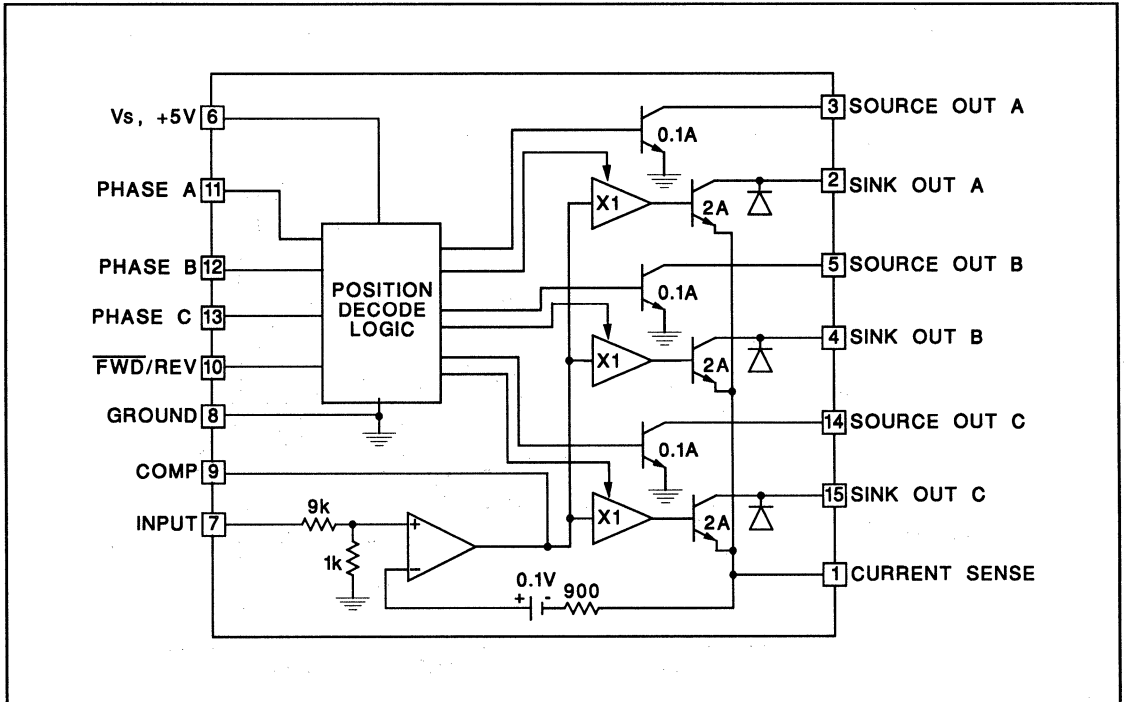 Vs, +5V 6
PHASE A 11
PHASE B 12
PHASE C 13
FWD/REV 10
GROUND 8
COMP 9
INPUT 7
POSITION
DECODE
LOGIC
9k
1k
+
−
0.1V
+ -
900
0.1A
X1
2A
0.1A
X1
2A
0.1A
X1
2A
3 SOURCE OUT A
2 SINK OUT A
5 SOURCE OUT B
4 SINK OUT B
14 SOURCE OUT C
15 SINK OUT C
1 CURRENT SENSE